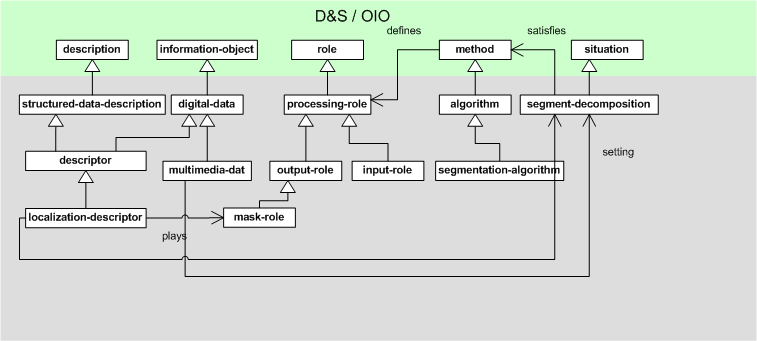 D&S / OIO
defines
satisfies
description
information-object
role
method
situation
structured-data-description
digital-data
processing-role
algorithm
segment-decomposition
setting
descriptor
multimedia-dat
output-role
input-role
segmentation-algorithm
localization-descriptor
mask-role
plays